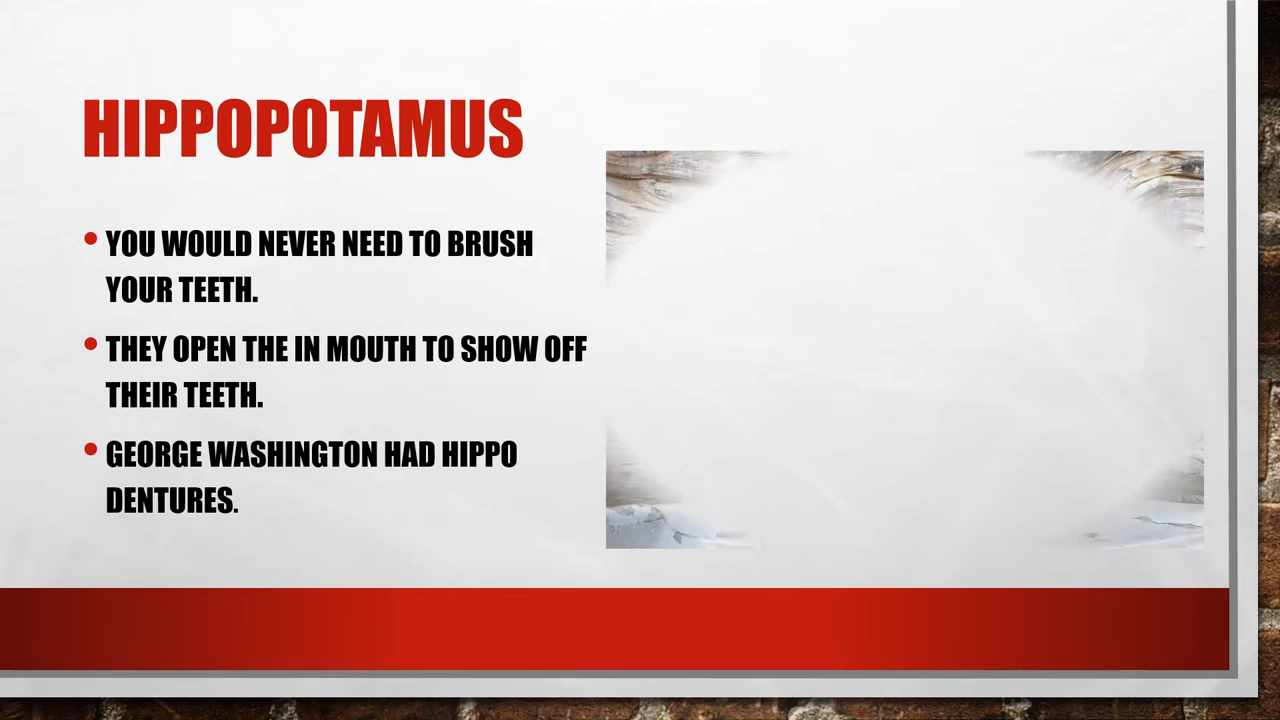 HIPPOPOTAMUS
• YOU WOULD NEVER NEED TO BRUSH
YOUR TEETH.
• THEY OPEN THE IN MOUTH TO SHOW OFF
THEIR TEETH.
• GEORGE WASHINGTON HAD HIPPO
DENTURES.